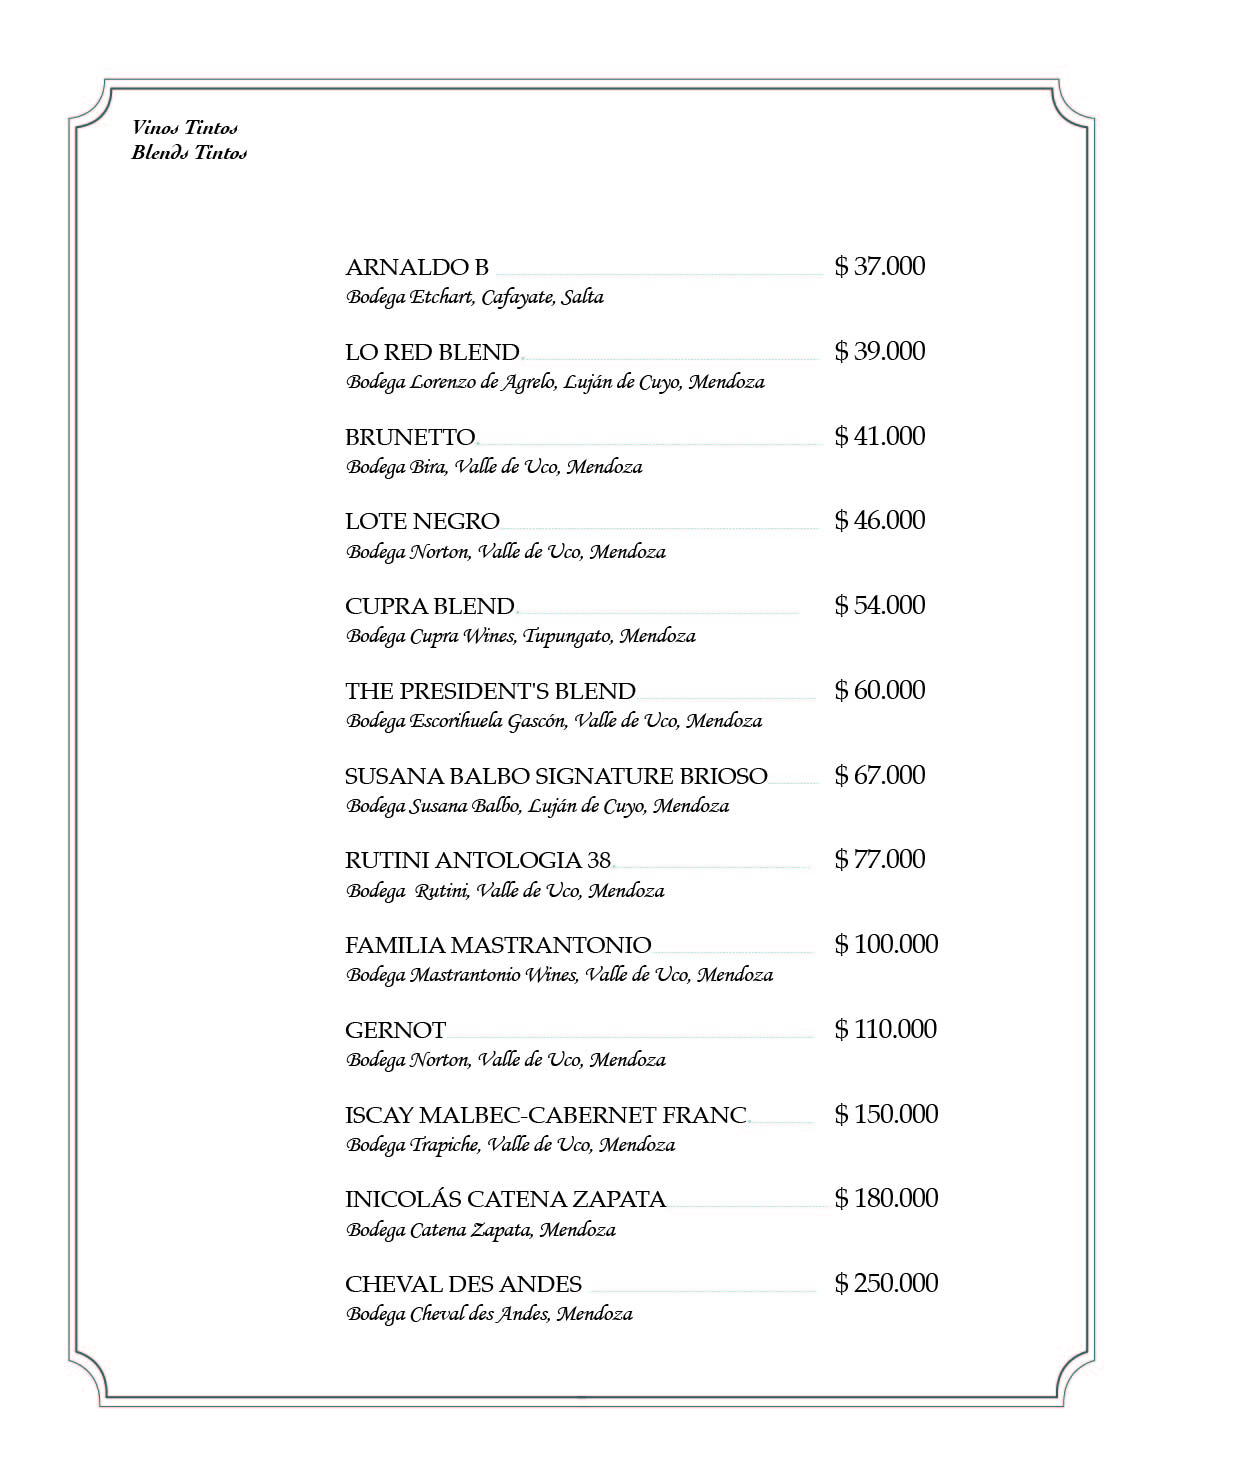 Vinos Tintos
Blends Tintos
ARNALDO B $ 37.000
Bodega Etchart, Cafayate, Salta
LO RED BLEND $ 39.000
Bodega Lorenzo de Agrelo, Luján de Cuyo, Mendoza
BRUNETTO $ 41.000
Bodega Bira, Valle de Uco, Mendoza
LOTE NEGRO $ 46.000
Bodega Norton, Valle de Uco, Mendoza
CUPRA BLEND $ 54.000
Bodega Cupra Wines, Tupungato, Mendoza
THE PRESIDENT'S BLEND $ 60.000
Bodega Escorihuela Gascón, Valle de Uco, Mendoza
SUSANA BALBO SIGNATURE BRIOSO $ 67.000
Bodega Susana Balbo, Luján de Cuyo, Mendoza
RUTINI ANTOLOGIA 38 $ 77.000
Bodega Rutini, Valle de Uco, Mendoza
FAMILIA MASTRANTONIO $ 100.000
Bodega Mastrantonio Wines, Valle de Uco, Mendoza
GERNOT $ 110.000
Bodega Norton, Valle de Uco, Mendoza
ISCAY MALBEC-CABERNET FRANC $ 150.000
Bodega Trapiche, Valle de Uco, Mendoza
INICOLÁS CATENA ZAPATA $ 180.000
Bodega Catena Zapata, Mendoza
CHEVAL DES ANDES $ 250.000
Bodega Cheval des Andes, Mendoza